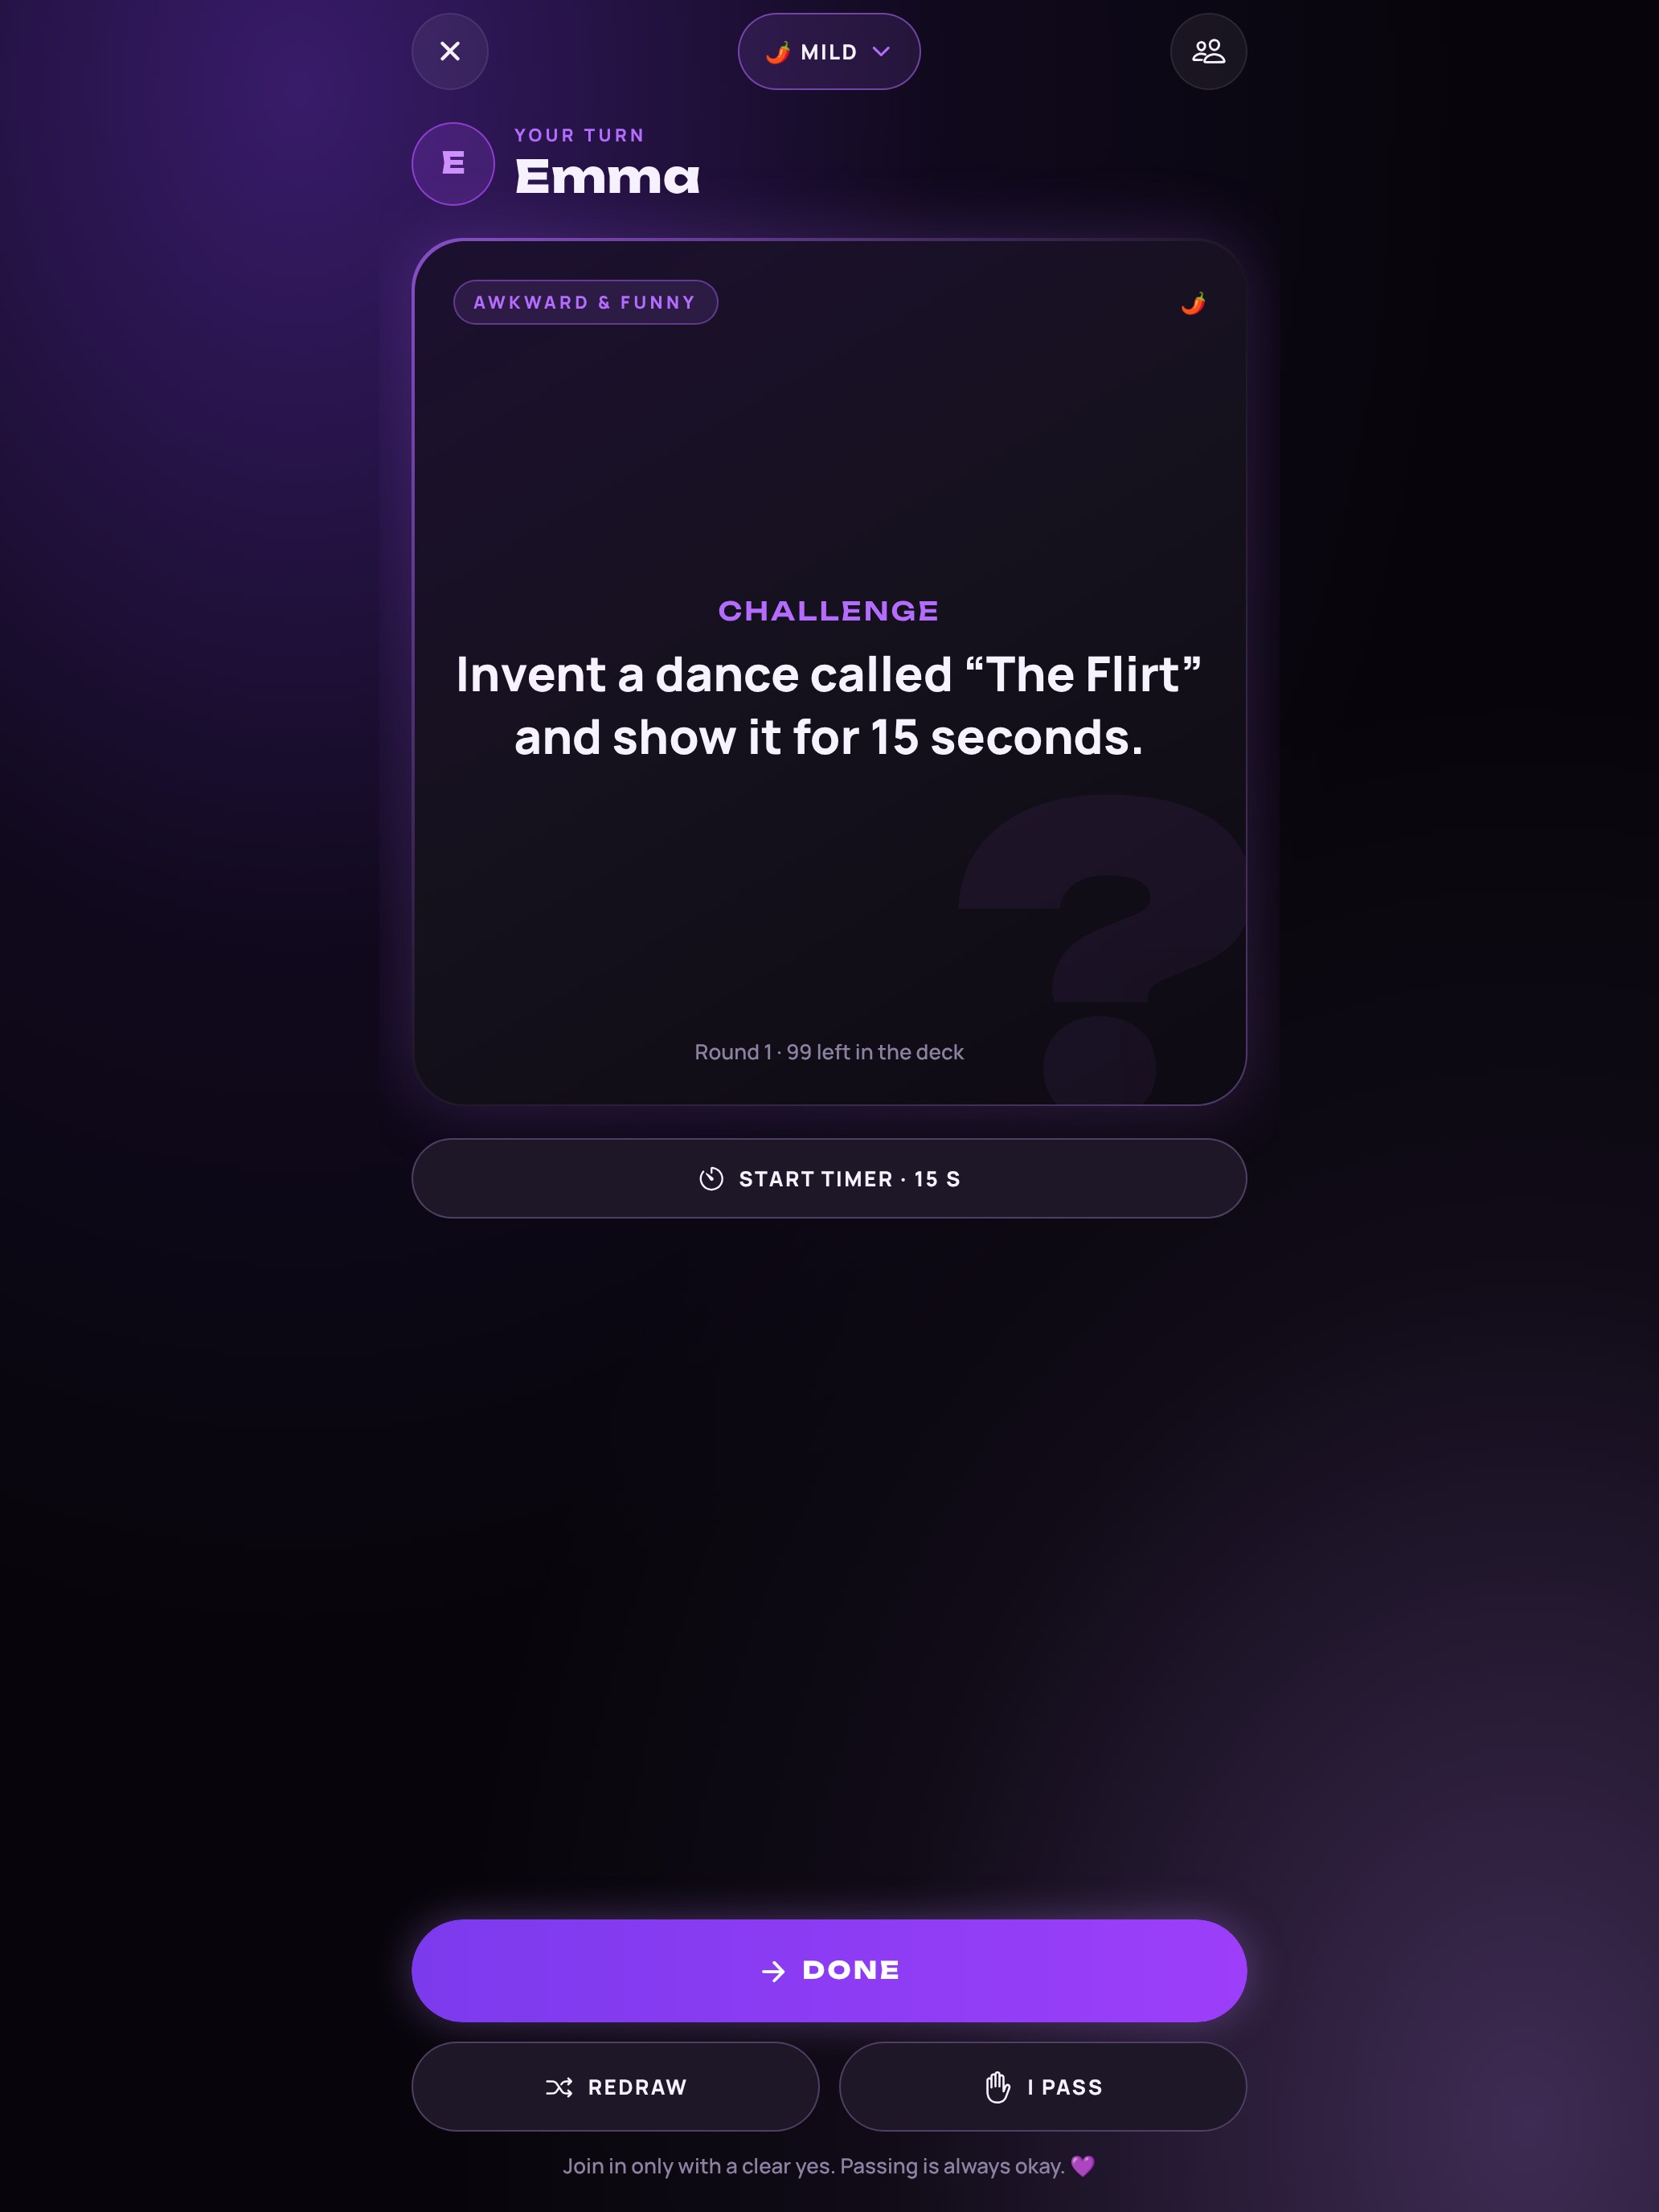 🌶️ MILD
E
YOUR TURN
Emma
AWKWARD & FUNNY
🌶️
CHALLENGE
Invent a dance called “The Flirt”
and show it for 15 seconds.
?
Round 1 · 99 left in the deck
START TIMER · 15 S
→ DONE
REDRAW
I PASS
Join in only with a clear yes. Passing is always okay. 💜